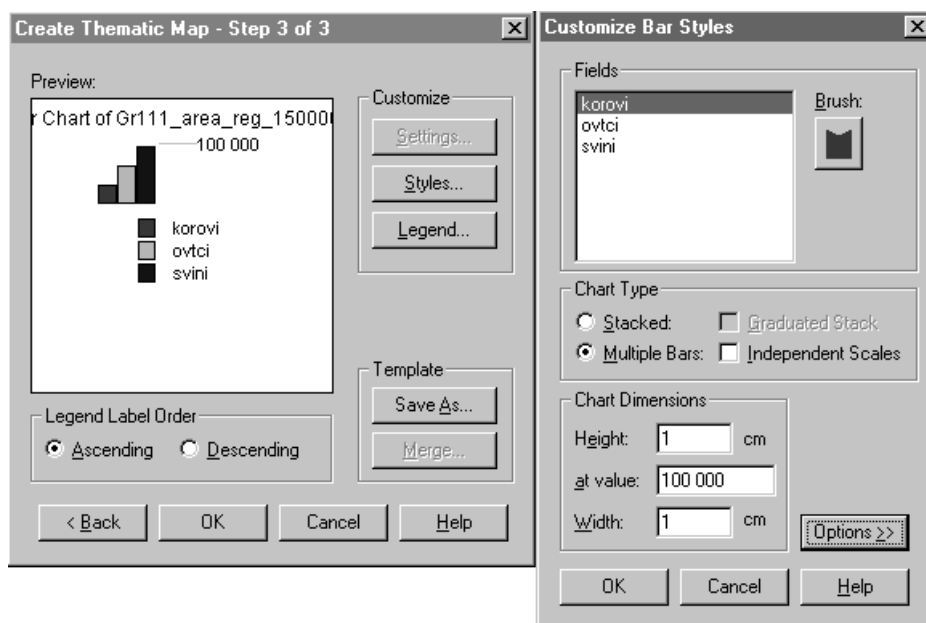 Create Thematic Map - Step 3 of 3
Preview:
r Chart of Gr111_area_reg_15000
100 000
korovi
ovtci
svini
Customize
Settings...
Styles...
Legend...
Template
Save As...
Merge...
Legend Label Order
Ascending
Descending
< Back
OK
Cancel
Help
Customize Bar Styles
Fields
korovi
ovtci
svini
Brush:
Chart Type
Stacked:
Graduated Stack
Multiple Bars:
Independent Scales
Chart Dimensions
Height:
1
cm
at value:
100 000
Width:
1
cm
Options >>
OK
Cancel
Help